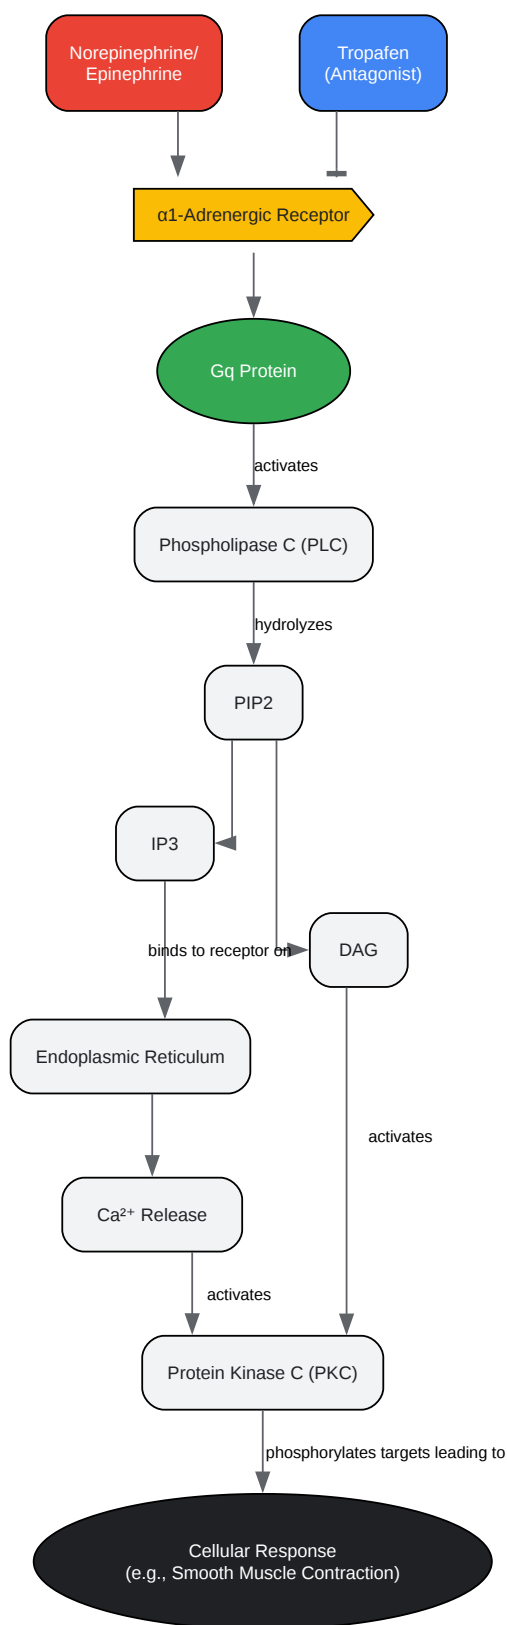 Norepinephrine/
Epinephrine
Tropafen
(Antagonist)
α1-Adrenergic Receptor
Gq Protein
activates
Phospholipase C (PLC)
hydrolyzes
PIP2
IP3
binds to receptor on
DAG
Endoplasmic Reticulum
activates
Ca²⁺ Release
activates
Protein Kinase C (PKC)
phosphorylates targets leading to
Cellular Response
(e.g., Smooth Muscle Contraction)